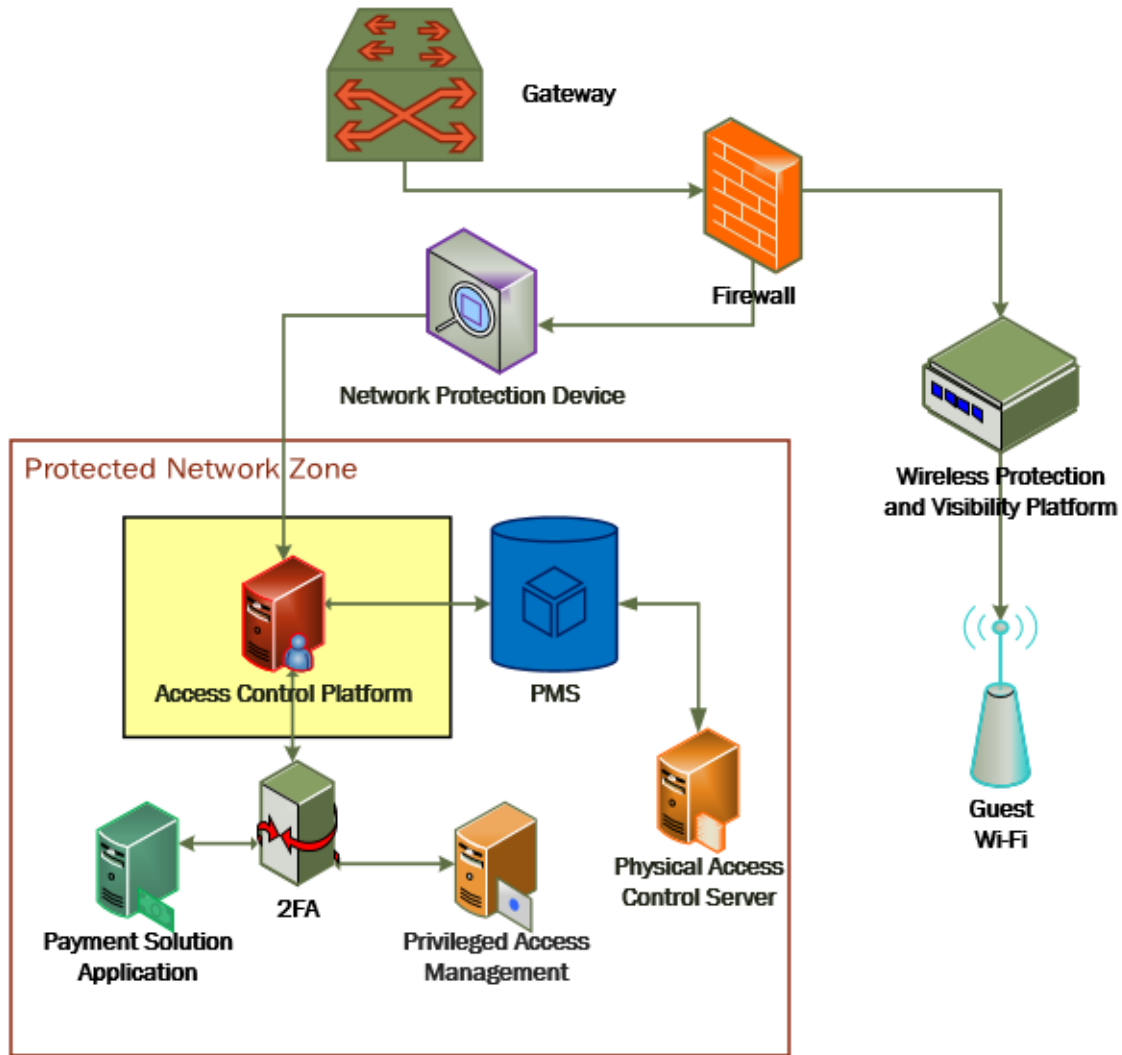 Gateway
Firewall
Network Protection Device
Wireless Protection
and Visibility Platform
Protected Network Zone
Access Control Platform
PMS
Guest
Wi-Fi
Physical Access
Control Server
2FA
Payment Solution
Application
Privileged Access
Management